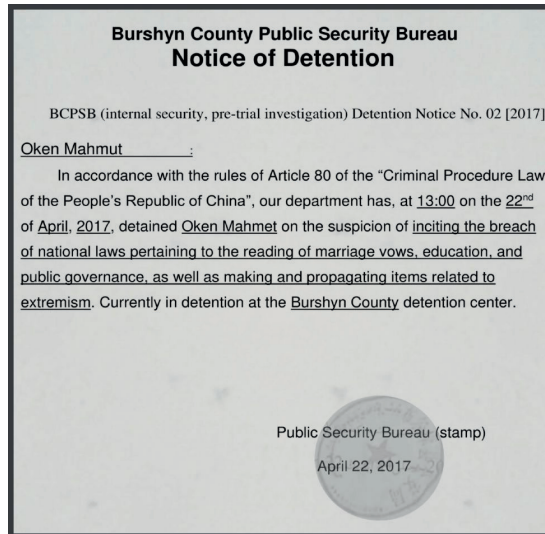 Burshyn County Public Security Bureau
Notice of Detention
BCPSB (internal security, pre-trial investigation) Detention Notice No. 02 [2017]
Oken Mahmut :
In accordance with the rules of Article 80 of the “Criminal Procedure Law
of the People’s Republic of China”, our department has, at 13:00 on the 22nd
of April, 2017, detained Oken Mahmet on the suspicion of inciting the breach
of national laws pertaining to the reading of marriage vows, education, and
public governance, as well as making and propagating items related to
extremism. Currently in detention at the Burshyn County detention center.
Public Security Bureau (stamp)
April 22, 2017